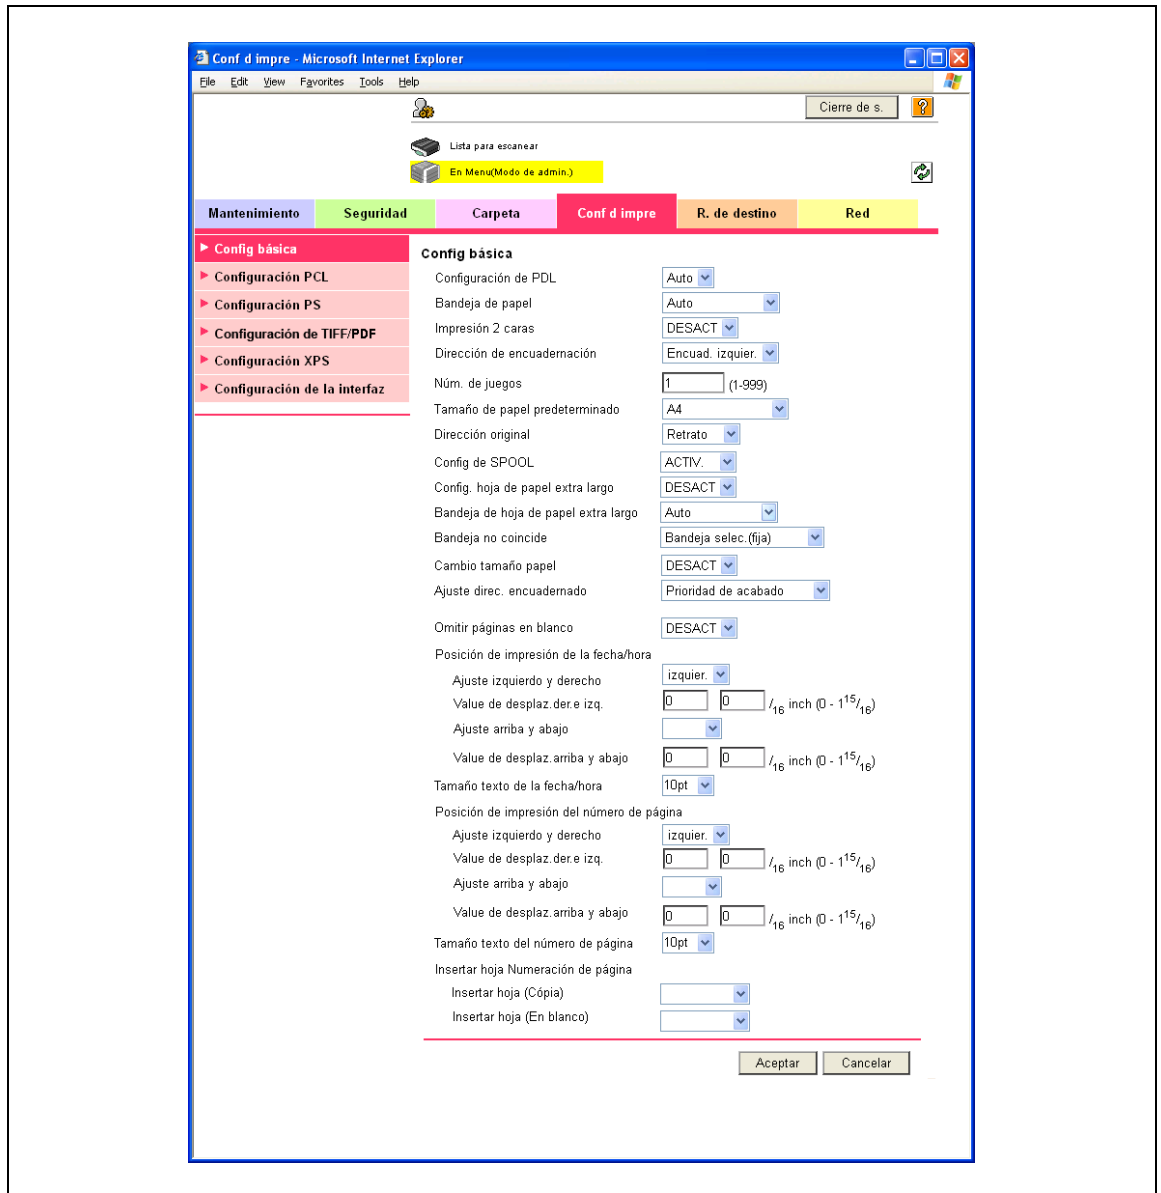 Conf d impre - Microsoft Internet Explorer
File Edit View Favorites Tools Help
Cierre de s. ?
Lista para escanear
En Menu(Modo de admin.)
Mantenimiento Seguridad Carpeta Conf d impre R. de destino Red
Config básica
Configuración PCL
Configuración PS
Configuración de TIFF/PDF
Configuración XPS
Configuración de la interfaz
Config básica
Configuración de PDL Auto
Bandeja de papel Auto
Impresión 2 caras DESACT
Dirección de encuadernación Encuad. izquier.
Núm. de juegos 1 (1-999)
Tamaño de papel predeterminado A4
Dirección original Retrato
Config de SPOOL ACTIV.
Config. hoja de papel extra largo DESACT
Bandeja de hoja de papel extra largo Auto
Bandeja no coincide Bandeja selec.(fija)
Cambio tamaño papel DESACT
Ajuste direc. encuadernado Prioridad de acabado
Omitir páginas en blanco DESACT
Posición de impresión de la fecha/hora
Ajuste izquierdo y derecho izquier.
Value de desplaz.der.e izq. 0 0 /16 inch (0 - 1 15/16)
Ajuste arriba y abajo
Value de desplaz.arriba y abajo 0 0 /16 inch (0 - 1 15/16)
Tamaño texto de la fecha/hora 10pt
Posición de impresión del número de página
Ajuste izquierdo y derecho izquier.
Value de desplaz.der.e izq. 0 0 /16 inch (0 - 1 15/16)
Ajuste arriba y abajo
Value de desplaz.arriba y abajo 0 0 /16 inch (0 - 1 15/16)
Tamaño texto del número de página 10pt
Insertar hoja Numeración de página
Insertar hoja (Cópia)
Insertar hoja (En blanco)
Aceptar Cancelar